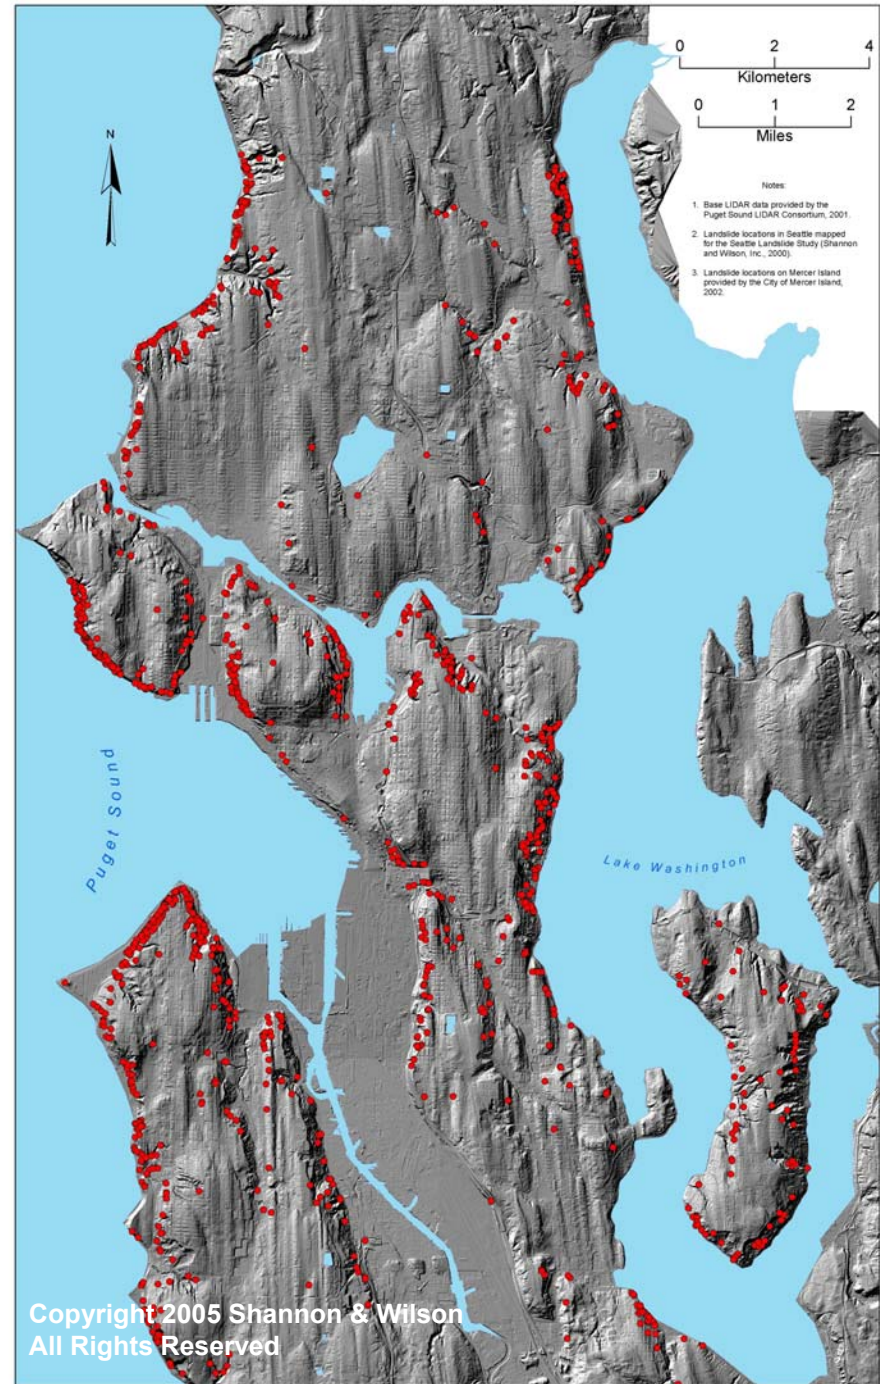 0 2 4
Kilometers
0 1 2
Miles
N
Notes:
1. Base LIDAR data provided by the
Puget Sound LIDAR Consortium, 2001.
2. Landslide locations in Seattle mapped
for the Seattle Landslide Study (Shannon
and Wilson, Inc., 2000).
3. Landslide locations on Mercer Island
provided by the City of Mercer Island,
2002.
Puget Sound
Lake Washington
Copyright 2005 Shannon & Wilson
All Rights Reserved